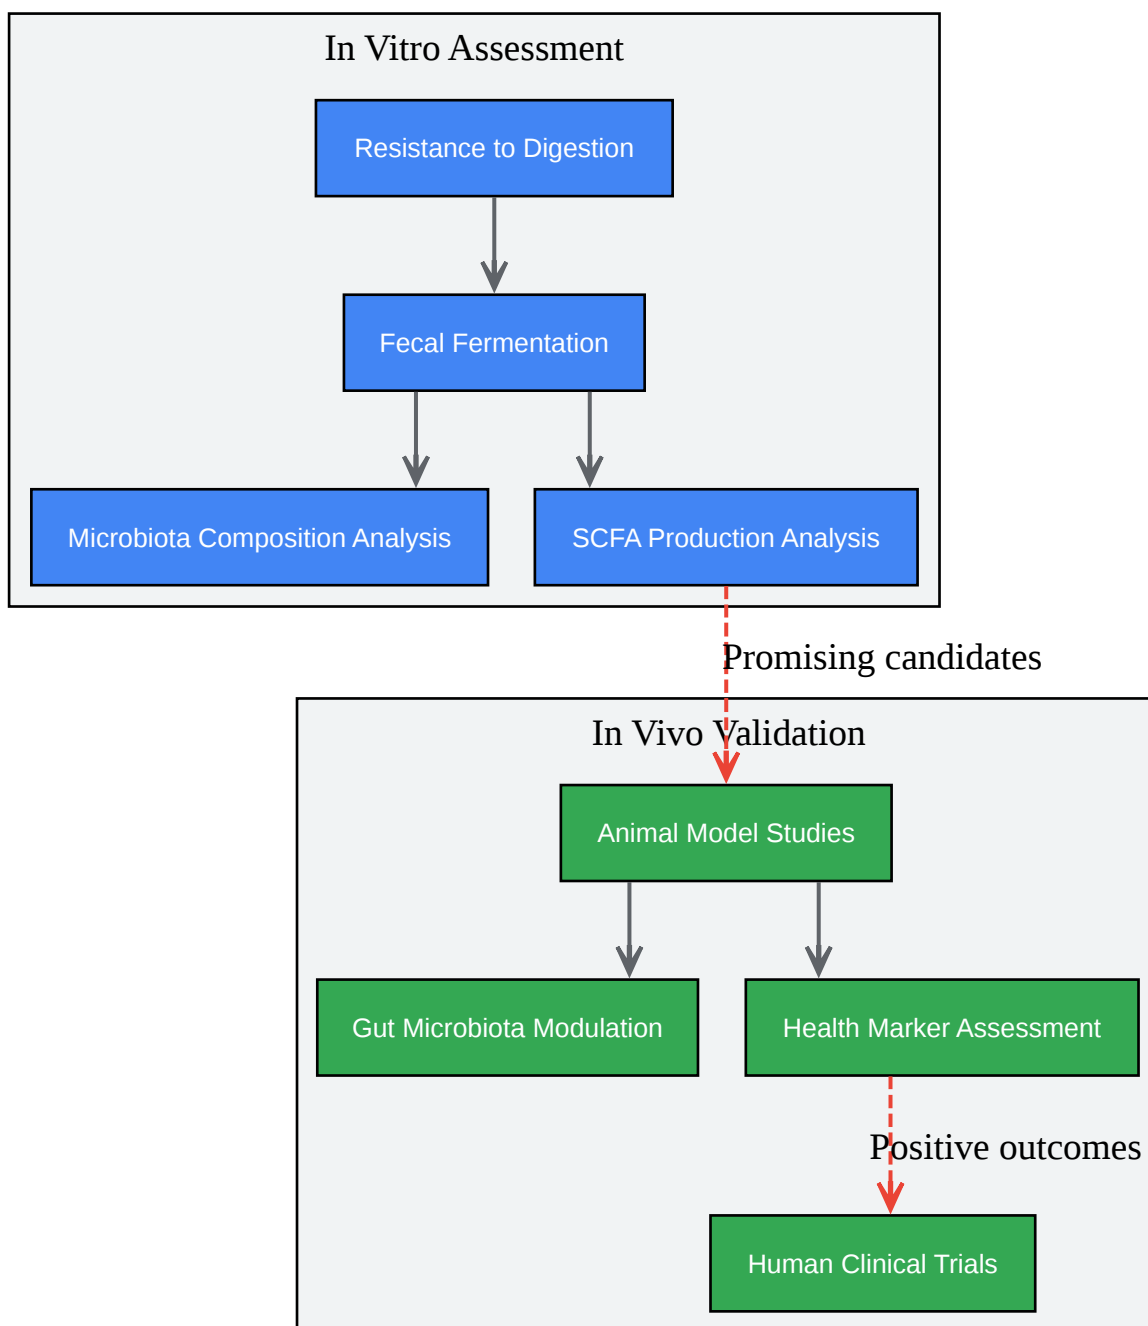 In Vitro Assessment
Resistance to Digestion
Fecal Fermentation
Microbiota Composition Analysis
SCFA Production Analysis
Promising candidates
In Vivo Validation
Animal Model Studies
Gut Microbiota Modulation
Health Marker Assessment
Positive outcomes
Human Clinical Trials